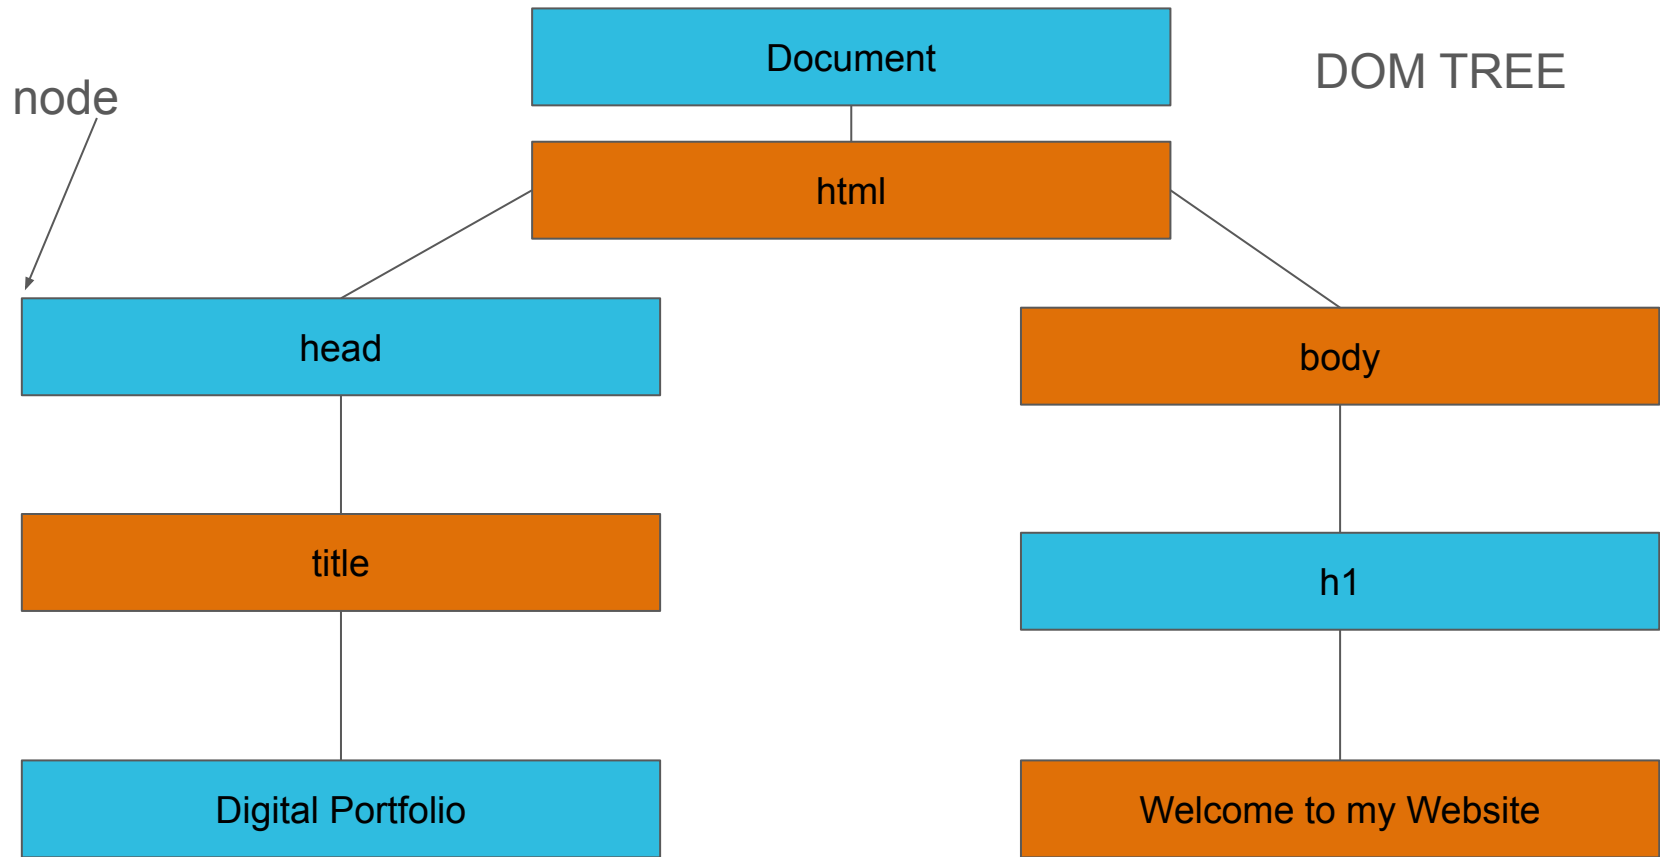 Document
DOM TREE
node
html
head
body
title
h1
Digital Portfolio
Welcome to my Website